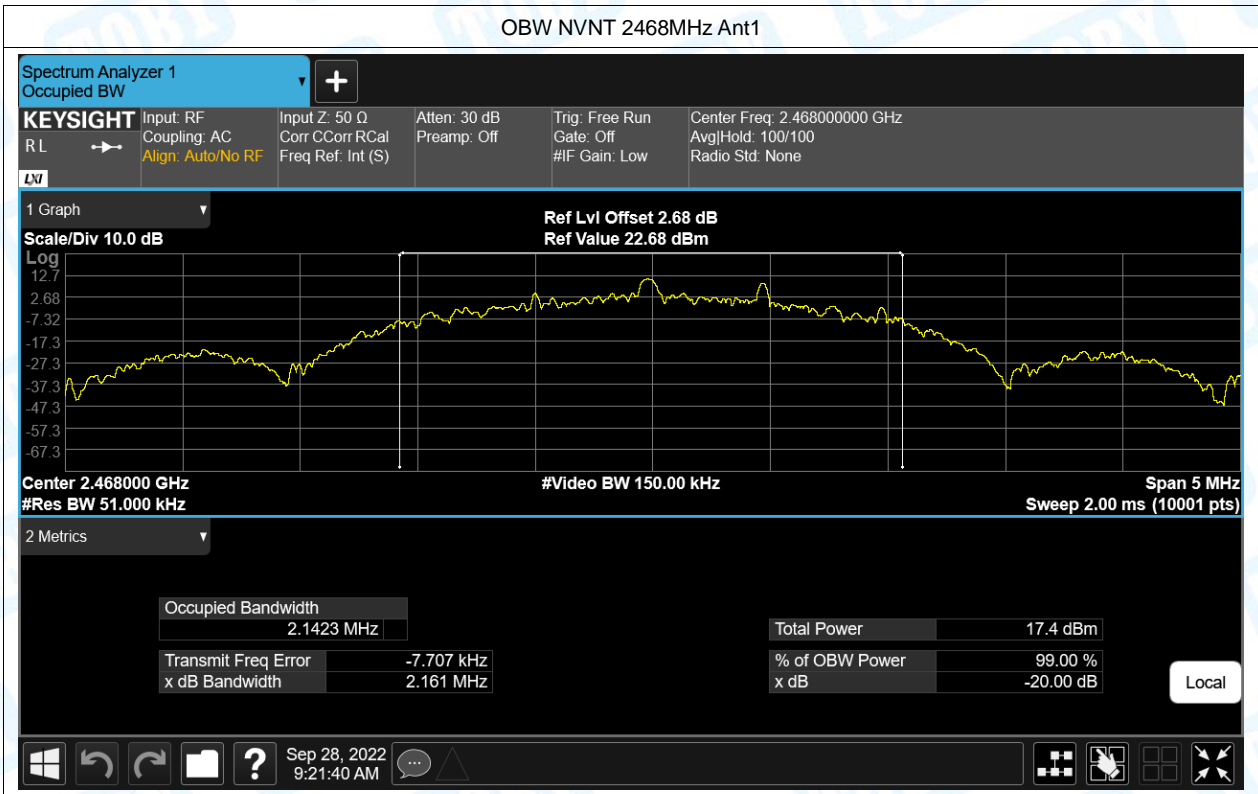 OBW NVNT 2468MHz Ant1
Spectrum Analyzer 1
Occupied BW
KEYSIGHT
R L
LXI
Input: RF
Coupling: AC
Align: Auto/No RF
Input Z: 50 Ω
Corr CCorr RCal
Freq Ref: Int (S)
Atten: 30 dB
Preamp: Off
Trig: Free Run
Gate: Off
#IF Gain: Low
Center Freq: 2.468000000 GHz
Avg|Hold: 100/100
Radio Std: None
1 Graph
Scale/Div 10.0 dB
Ref Lvl Offset 2.68 dB
Ref Value 22.68 dBm
Log
12.7
2.68
-7.32
-17.3
-27.3
-37.3
-47.3
-57.3
-67.3
Center 2.468000 GHz
#Res BW 51.000 kHz
#Video BW 150.00 kHz
Span 5 MHz
Sweep 2.00 ms (10001 pts)
2 Metrics
Occupied Bandwidth
2.1423 MHz
Transmit Freq Error -7.707 kHz
x dB Bandwidth 2.161 MHz
Total Power 17.4 dBm
% of OBW Power 99.00 %
x dB -20.00 dB
Local
?
Sep 28, 2022
9:21:40 AM